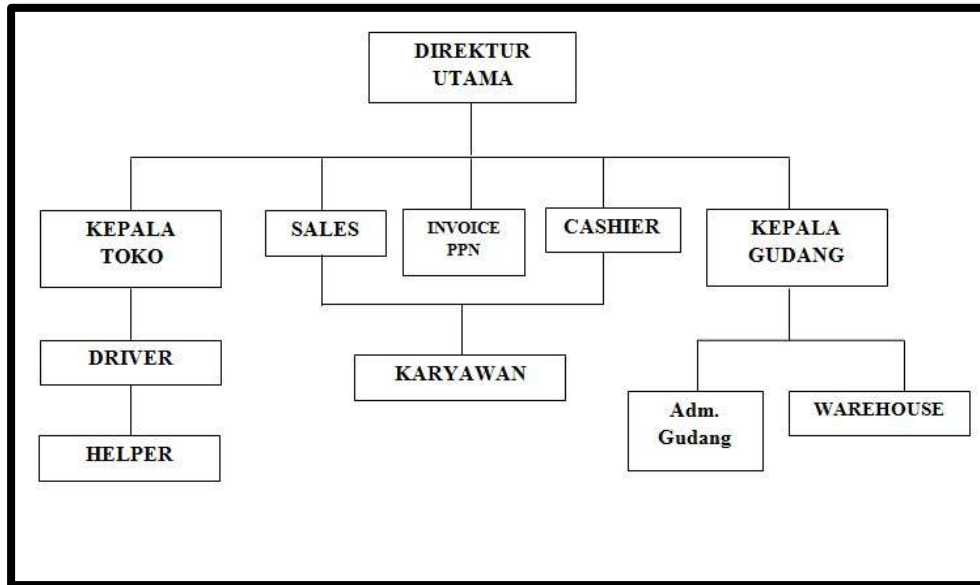 DIREKTUR
UTAMA
KEPALA
TOKO
SALES
INVOICE
PPN
CASHIER
KEPALA
GUDANG
DRIVER
KARYAWAN
HELPER
Adm.
Gudang
WAREHOUSE